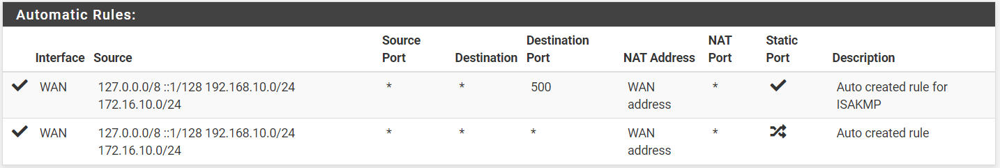 Automatic Rules:
Interface Source Source Port Destination Destination Port NAT Address NAT Port Static Port Description
WAN 127.0.0.0/8 ::1/128 192.168.10.0/24 * * 500 WAN * Auto created rule for
172.16.10.0/24 address ISAKMP
WAN 127.0.0.0/8 ::1/128 192.168.10.0/24 * * * WAN * Auto created rule
172.16.10.0/24 address